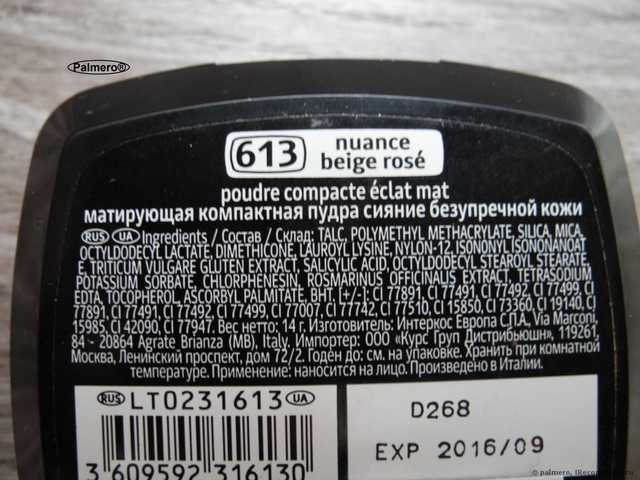 Palmero®
613 nuance
beige rosé
poudre compacte éclat mat
матирующая компактная пудра сияние безупречной кожи
RUS UA Ingredients / Состав / Склад: TALC, POLYMETHYL METHACRYLATE, SILICA, MICA,
OCTYLDODECYL LACTATE, DIMETHICONE, LAUROYL LYSINE, NYLON-12, ISONONYL ISONONANOAT
E, TRITICUM VULGARE GLUTEN EXTRACT, SALICYLIC ACID, OCTYLDODECYL STEAROYL STEARATE,
POTASSIUM SORBATE, CHLORPHENESIN, ROSMARINUS OFFICINALIS EXTRACT, TETRASODIUM
EDTA, TOCOPHEROL, ASCORBYL PALMITATE, BHT. [+/-]: CI 77891, CI 77491, CI 77492, CI 77499, CI
77891, CI 77491, CI 77492, CI 77499, CI 77007, CI 77742, CI 77510, CI 15850, CI 73360, CI 19140, CI
15985, CI 42090, CI 77947. Вес нетто: 14 г. Изготовитель: Интеркос Европа С.П.А., Via Marconi,
84 - 20864 Agrate_Brianza (MB), Italy. Импортер: ООО «Курс Груп Дистрибьюшн», 119261,
Москва, Ленинский проспект, дом 72/2. Годен до: см. на упаковке. Хранить при комнатной
температуре. Применение: наносится на лицо. Произведено в Италии.
RUS LT0231613 UA
3 609592 316130
D268
EXP 2016/09
© palmero, IRecommend.ru